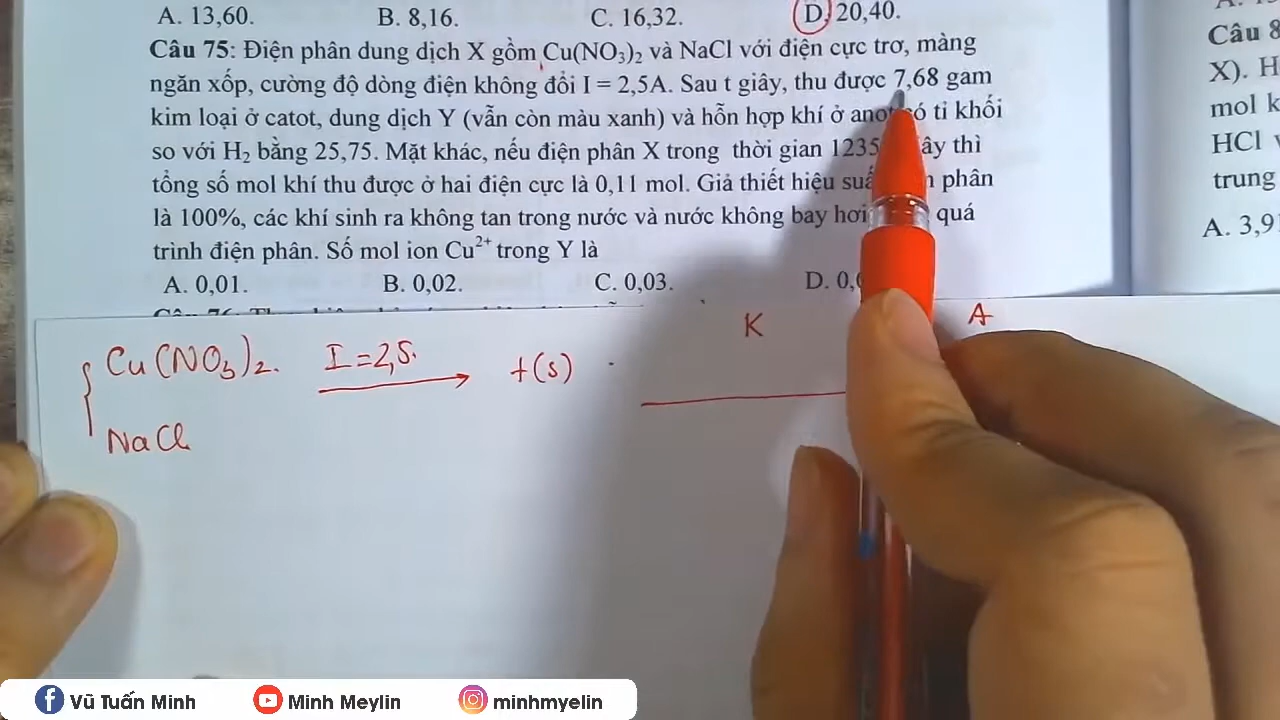 A. 13,60. B. 8,16. C. 16,32. D. 20,40.
Câu 75: Điện phân dung dịch X gồm Cu(NO3)2 và NaCl với điện cực trơ, màng
ngăn xốp, cường độ dòng điện không đổi I = 2,5A. Sau t giây, thu được 7,68 gam
kim loại ở catot, dung dịch Y (vẫn còn màu xanh) và hỗn hợp khí ở anot có tỉ khối
so với H2 bằng 25,75. Mặt khác, nếu điện phân X trong thời gian 1235 thì
tổng số mol khí thu được ở hai điện cực là 0,11 mol. Giả thiết hiệu phân
là 100%, các khí sinh ra không tan trong nước và nước không bay hơi quá
trình điện phân. Số mol ion Cu2+ trong Y là
A. 0,01. B. 0,02. C. 0,03. D.
Câu 8
X). H
mol k
HCl
trung
A. 3,9
K A
Cu(NO3)2. I=2,5. t(s)
NaCl
Vũ Tuấn Minh Minh Meylin minhmyelin